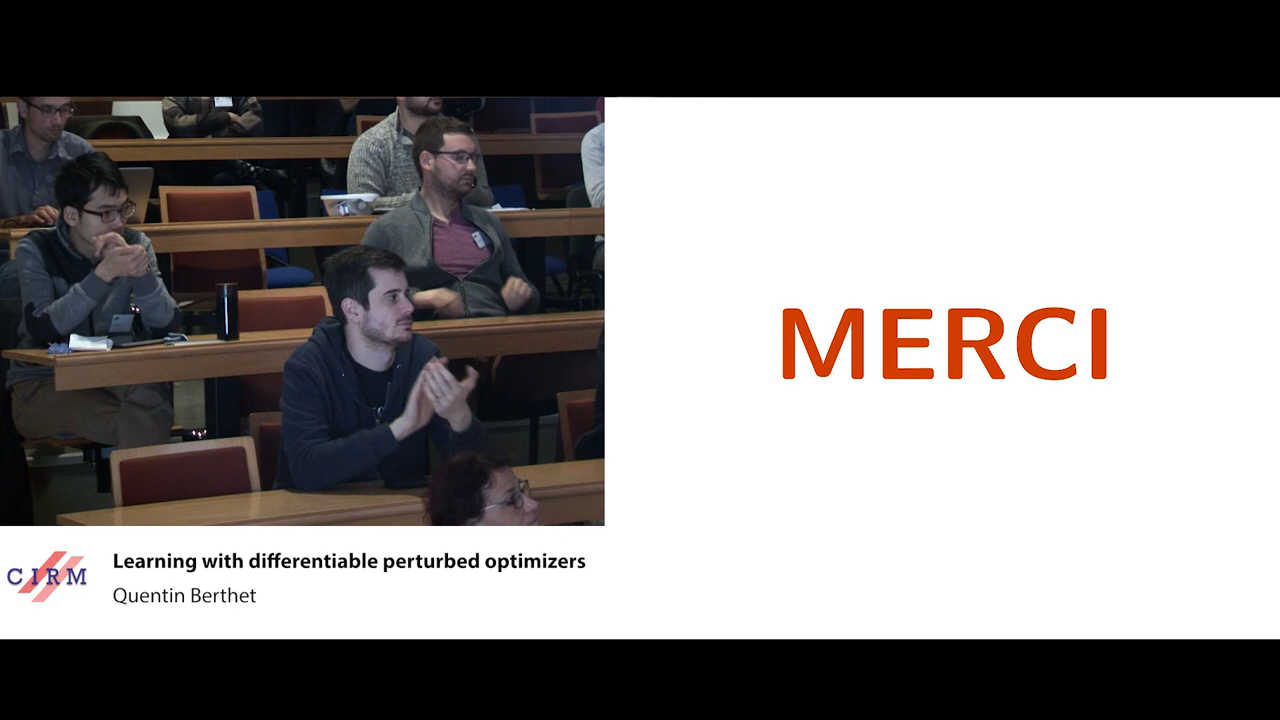 MERCI
CIRM
Learning with differentiable perturbed optimizers
Quentin Berthet